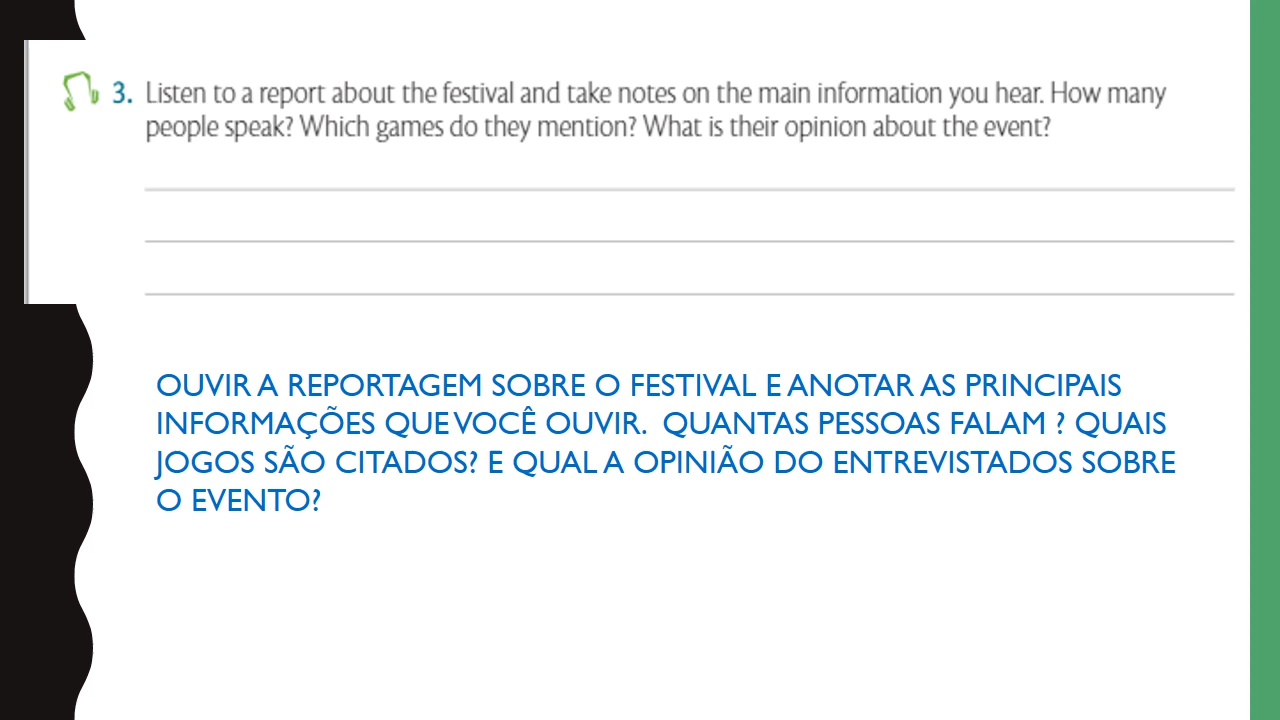 3. Listen to a report about the festival and take notes on the main information you hear. How many
people speak? Which games do they mention? What is their opinion about the event?
OUVIR A REPORTAGEM SOBRE O FESTIVAL E ANOTAR AS PRINCIPAIS
INFORMAÇÕES QUE VOCÊ OUVIR. QUANTAS PESSOAS FALAM ? QUAIS
JOGOS SÃO CITADOS? E QUAL A OPINIÃO DO ENTREVISTADOS SOBRE
O EVENTO?